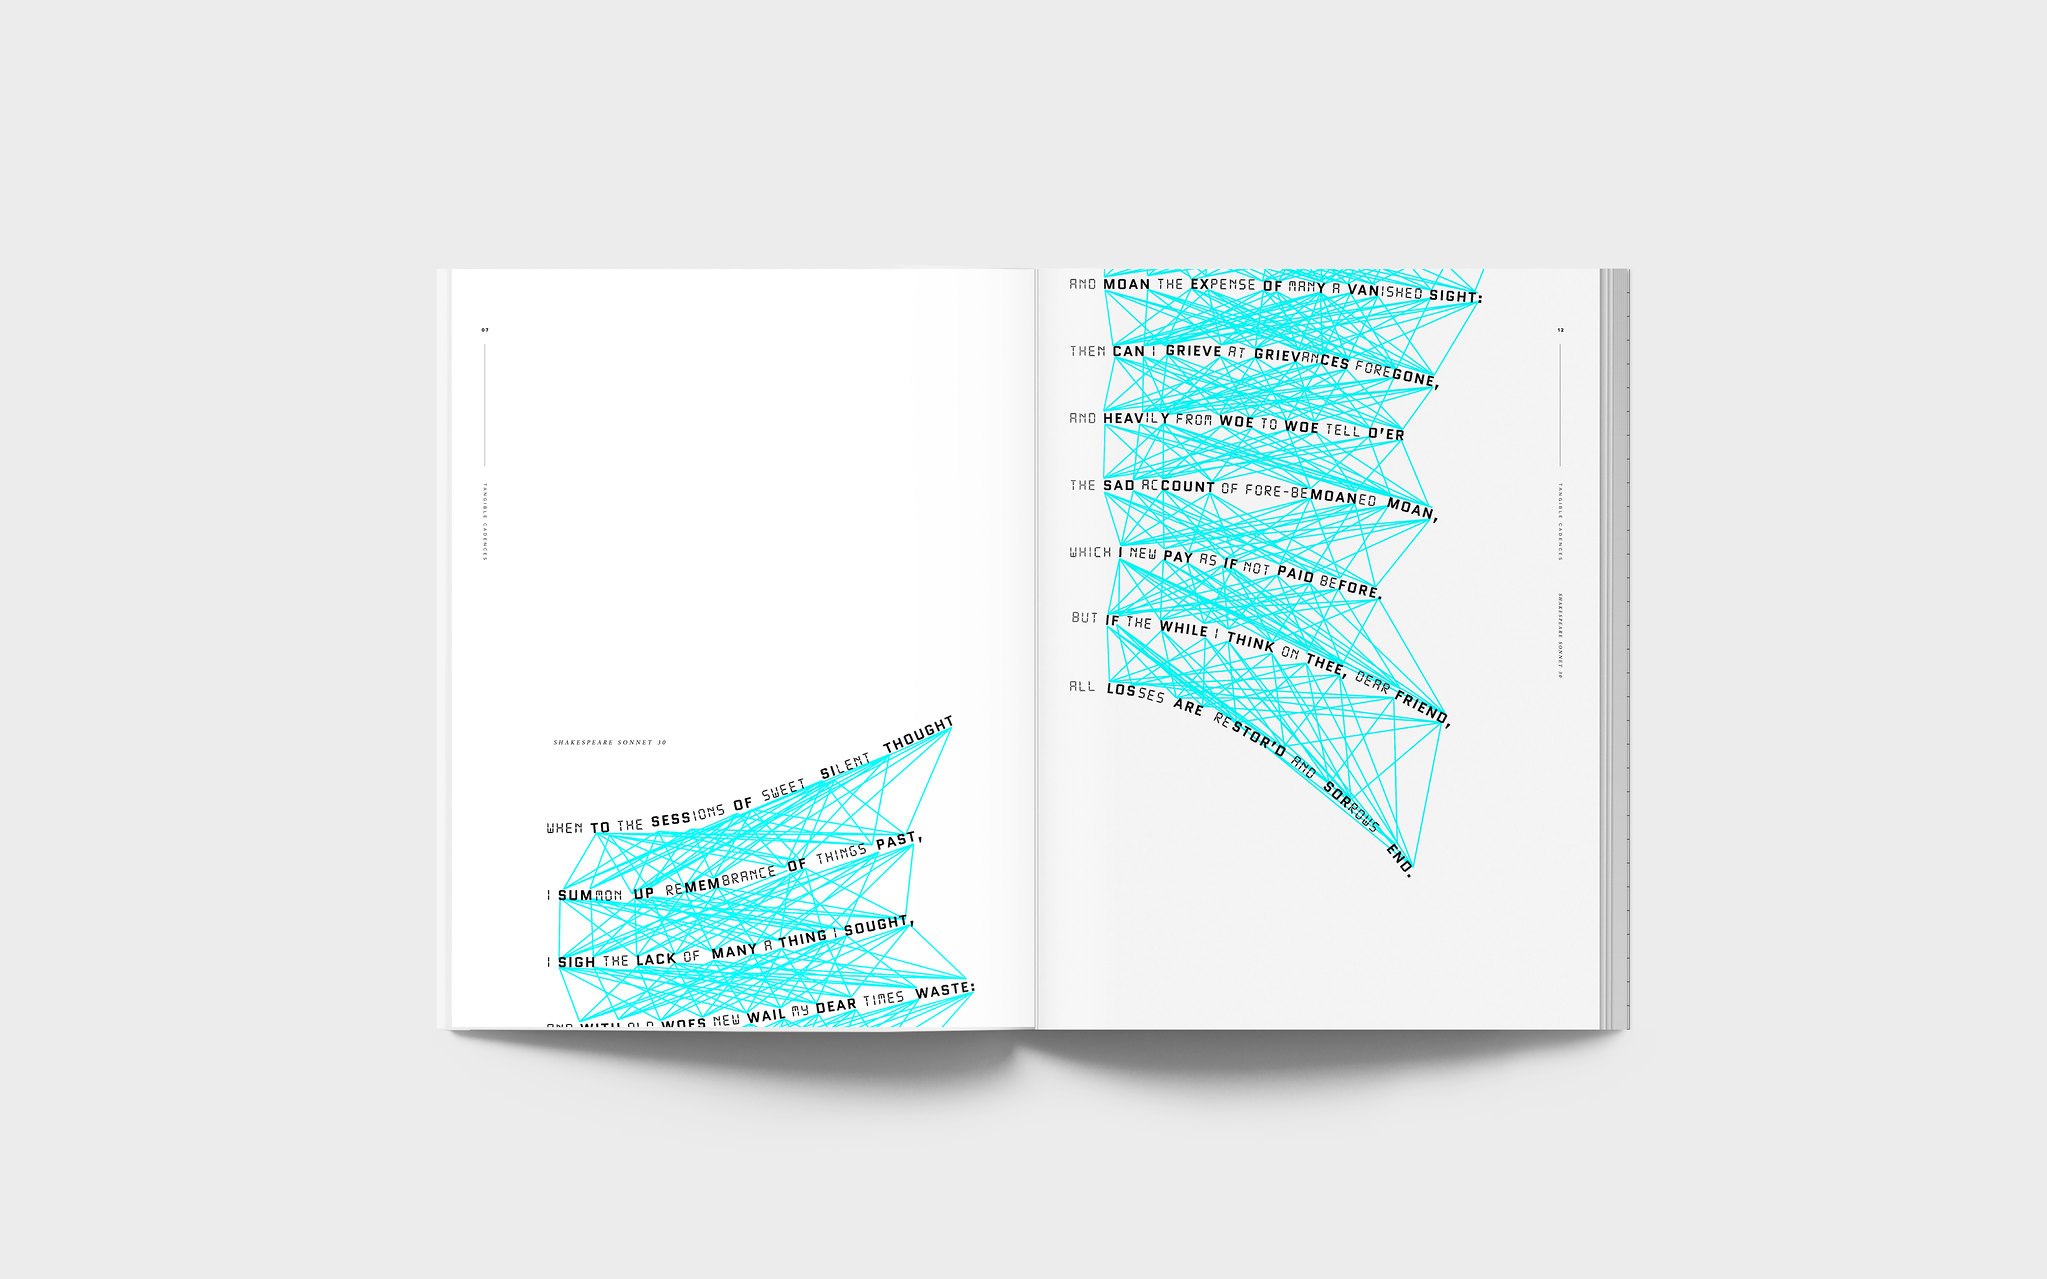 07
TANGIBLE CADENCES
SHAKESPEARE SONNET 30
WHEN TO THE SESSIONS OF SWEET SILENT THOUGHT
I SUMMON UP REMEMBRANCE OF THINGS PAST,
I SIGH THE LACK OF MANY A THING I SOUGHT,
AND WITH OLD WOES NEW WAIL MY DEAR TIMES WASTE:
AND MOAN THE EXPENSE OF MANY A VANISHED SIGHT:
THEN CAN I GRIEVE AT GRIEVANCES FOREGONE,
AND HEAVILY FROM WOE TO WOE TELL O'ER
THE SAD ACCOUNT OF FORE-BEMOANED MOAN,
WHICH I NEW PAY AS IF NOT PAID BEFORE.
BUT IF THE WHILE I THINK ON THEE, DEAR FRIEND,
ALL LOSSES ARE RESTOR'D AND SORROWS END.
12
TANGIBLE CADENCES
SHAKESPEARE SONNET 30